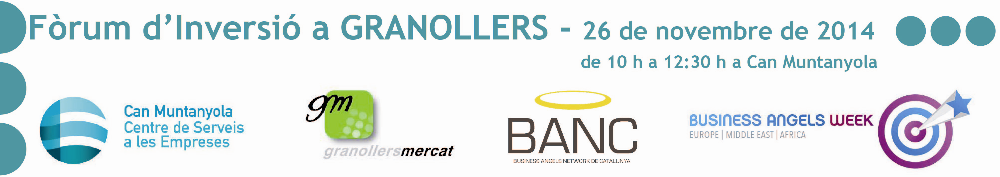 Fòrum d’Inversió a GRANOLLERS - 26 de novembre de 2014
de 10 h a 12:30 h a Can Muntanyola
Can Muntanyola
Centre de Serveis
a les Empreses
gm
granollersmercat
BANC
BUSINESS ANGELS NETWORK DE CATALUNYA
BUSINESS ANGELS WEEK
EUROPE | MIDDLE EAST | AFRICA